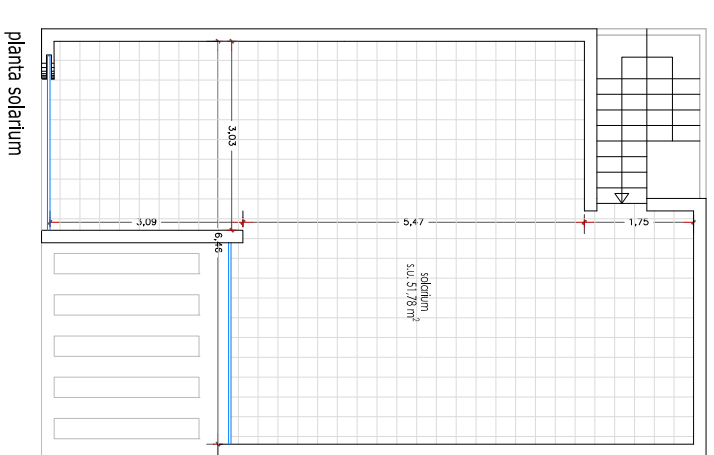 planta solarium
3,03
3,09
5,47
1,75
6,46
solarium
s.u. 51,78 m²